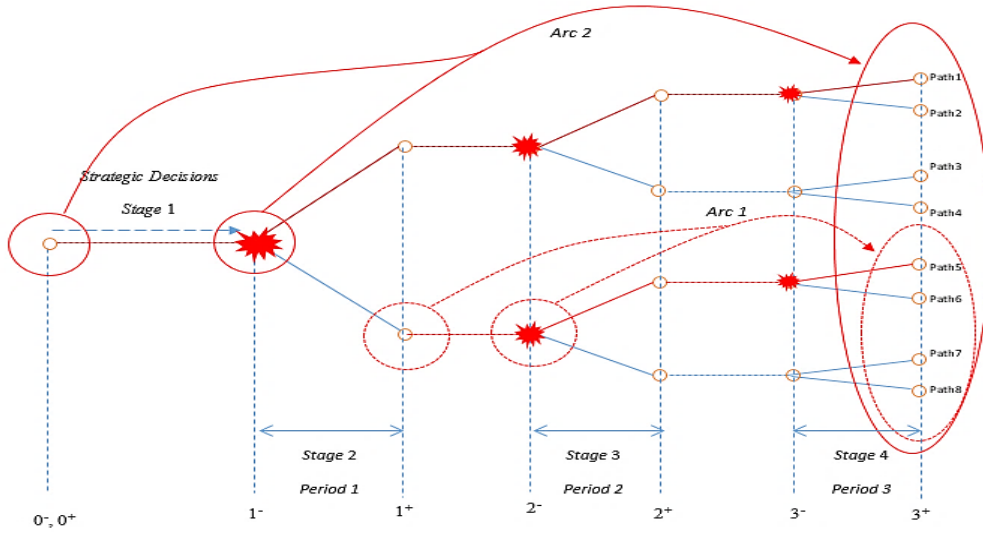 Arc 2
Path1
Path2
Path3
Strategic Decisions
Stage 1
Arc 1
Path4
Path5
Path6
Path7
Path8
Stage 2
Stage 3
Stage 4
Period 1
Period 2
Period 3
0⁻, 0⁺
1⁻
1⁺
2⁻
2⁺
3⁻
3⁺